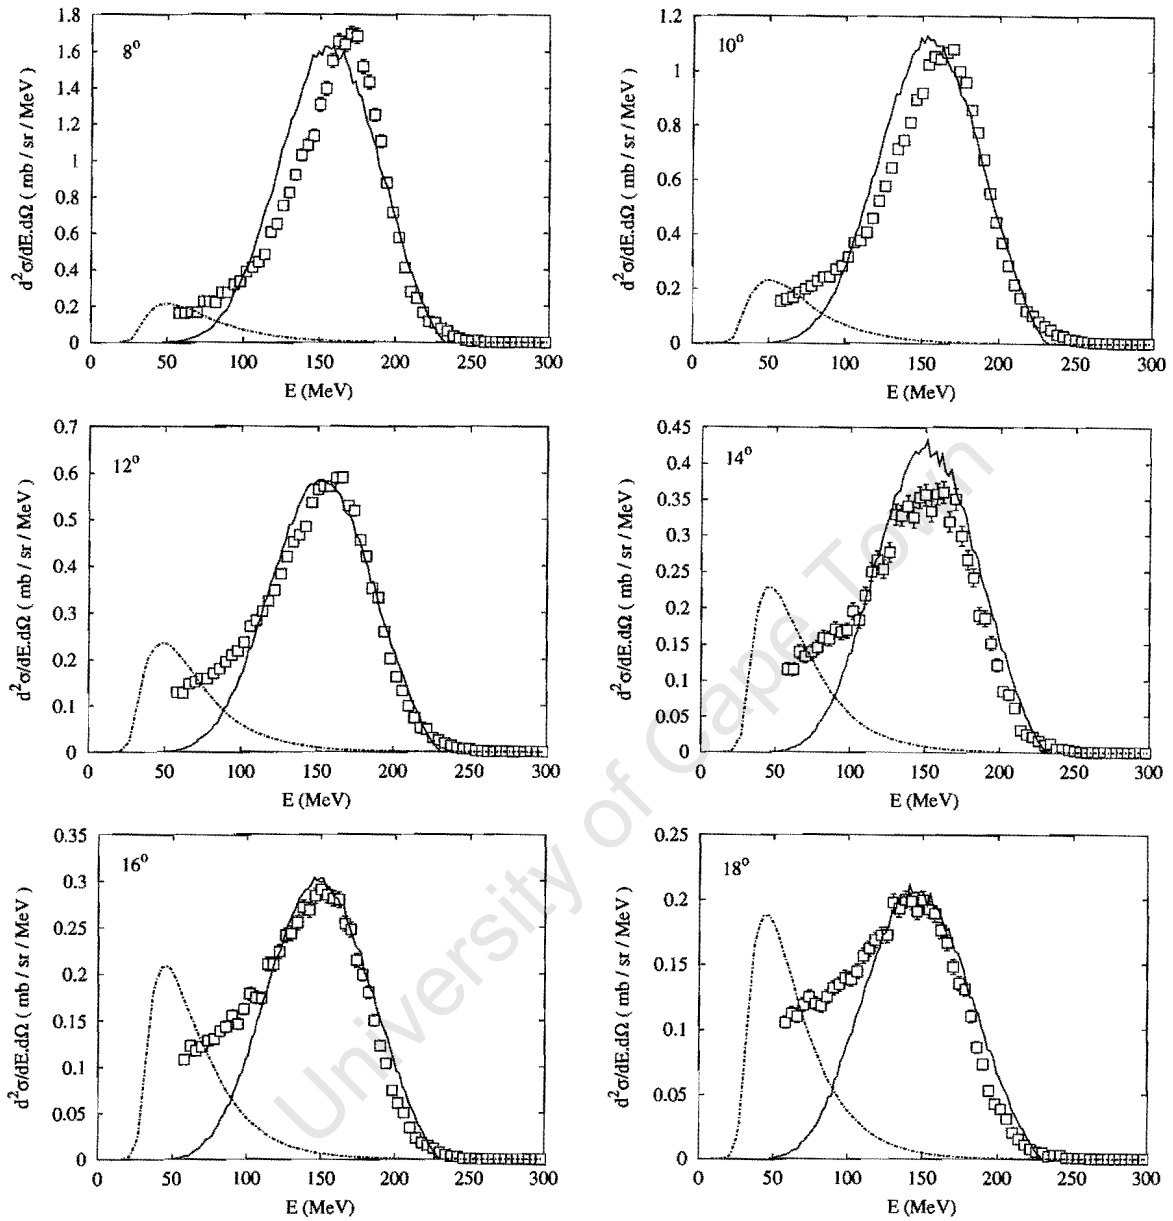 8°
d²σ/dE.dΩ ( mb / sr / MeV )
1.8
1.6
1.4
1.2
1
0.8
0.6
0.4
0.2
0
0 50 100 150 200 250 300
E (MeV)
10°
d²σ/dE.dΩ ( mb / sr / MeV )
1.2
1
0.8
0.6
0.4
0.2
0
0 50 100 150 200 250 300
E (MeV)
12°
d²σ/dE.dΩ ( mb / sr / MeV )
0.7
0.6
0.5
0.4
0.3
0.2
0.1
0
0 50 100 150 200 250 300
E (MeV)
14°
d²σ/dE.dΩ ( mb / sr / MeV )
0.45
0.4
0.35
0.3
0.25
0.2
0.15
0.1
0.05
0
0 50 100 150 200 250 300
E (MeV)
16°
d²σ/dE.dΩ ( mb / sr / MeV )
0.35
0.3
0.25
0.2
0.15
0.1
0.05
0
0 50 100 150 200 250 300
E (MeV)
18°
d²σ/dE.dΩ ( mb / sr / MeV )
0.25
0.2
0.15
0.1
0.05
0
0 50 100 150 200 250 300
E (MeV)
University of Cape Town